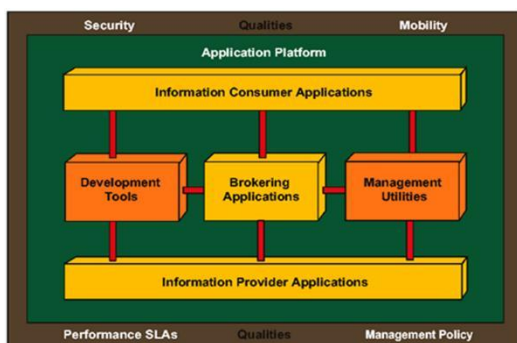 Security Qualities Mobility
Application Platform
Information Consumer Applications
Development
Tools
Brokering
Applications
Management
Utilities
Information Provider Applications
Performance SLAs Qualities Management Policy